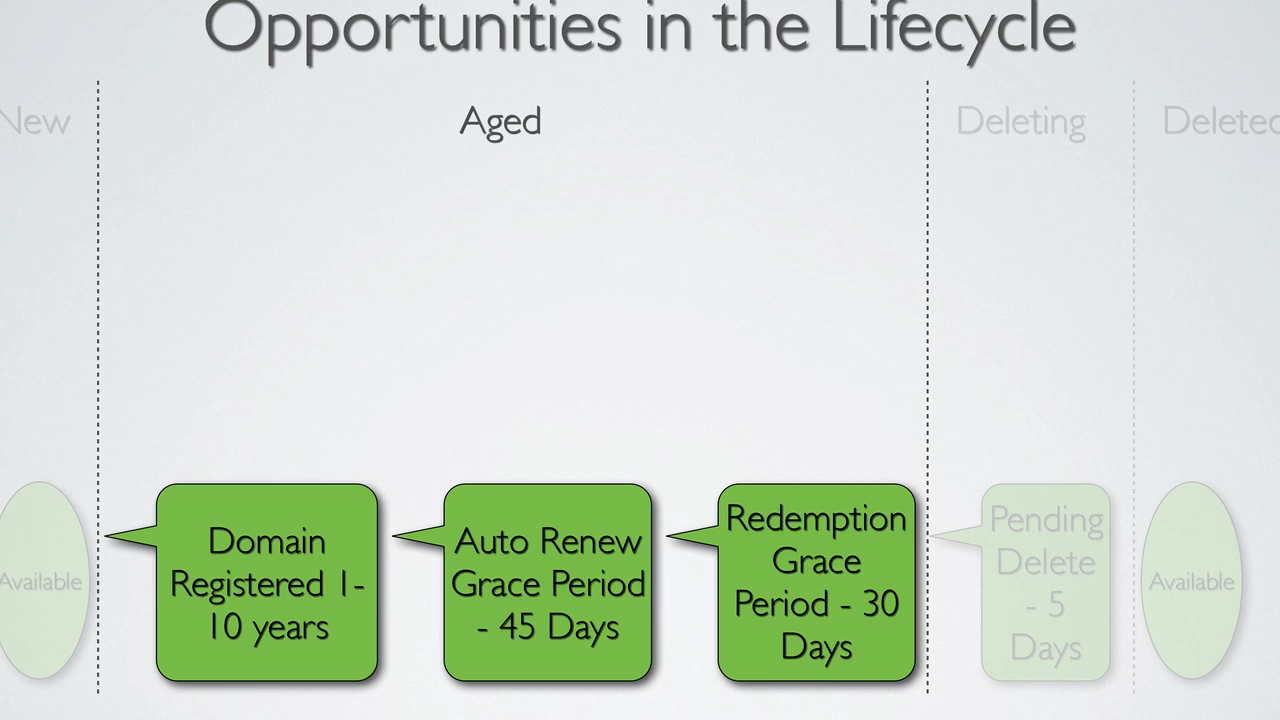 Opportunities in the Lifecycle
New
Aged
Deleting
Deleted
Available
Domain
Registered 1-
10 years
Auto Renew
Grace Period
- 45 Days
Redemption
Grace
Period - 30
Days
Pending
Delete
- 5
Days
Available